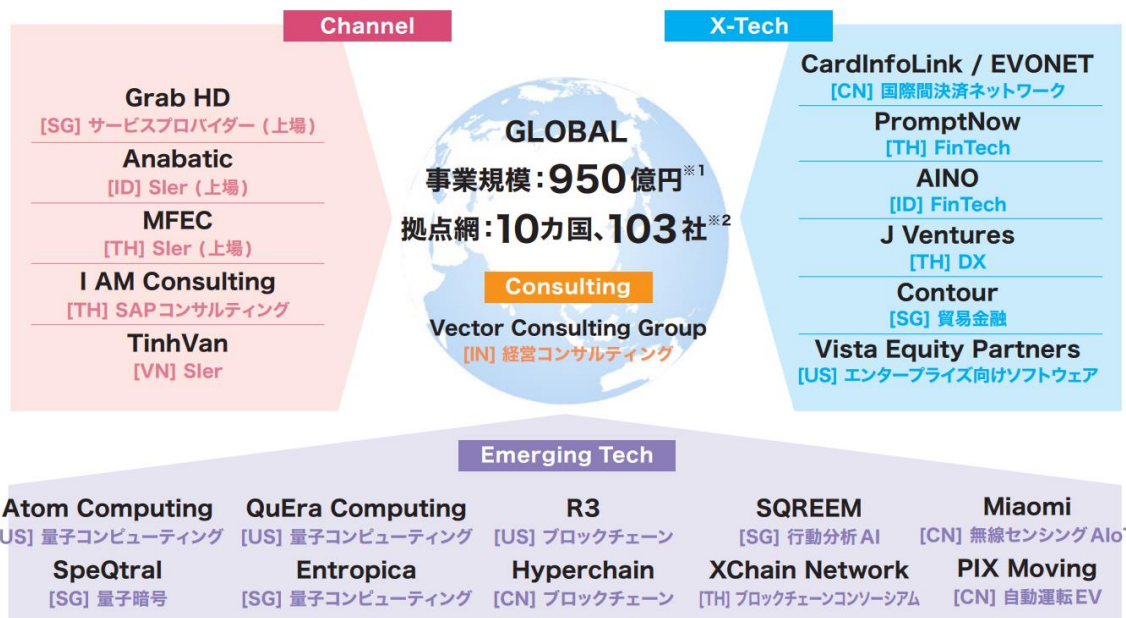 Channel
Grab HD
[SG] サービスプロバイダー (上場)
Anabatic
[ID] SIer (上場)
MFEC
[TH] SIer (上場)
I AM Consulting
[TH] SAPコンサルティング
TinhVan
[VN] SIer
GLOBAL
事業規模：950億円※1
拠点網：10カ国、103社※2
Consulting
Vector Consulting Group
[IN] 経営コンサルティング
X-Tech
CardInfoLink / EVONET
[CN] 国際間決済ネットワーク
PromptNow
[TH] FinTech
AINO
[ID] FinTech
J Ventures
[TH] DX
Contour
[SG] 貿易金融
Vista Equity Partners
[US] エンタープライズ向けソフトウェア
Emerging Tech
Atom Computing QuEra Computing R3 SQREEM Miaomi
US] 量子コンピューティング [US] 量子コンピューティング [US] ブロックチェーン [SG] 行動分析AI [CN] 無線センシングAIoT
SpeQtral Entropica Hyperchain XChain Network PIX Moving
[SG] 量子暗号 [SG] 量子コンピューティング [CN] ブロックチェーン [TH] ブロックチェーンコンソーシアム [CN] 自動運転EV